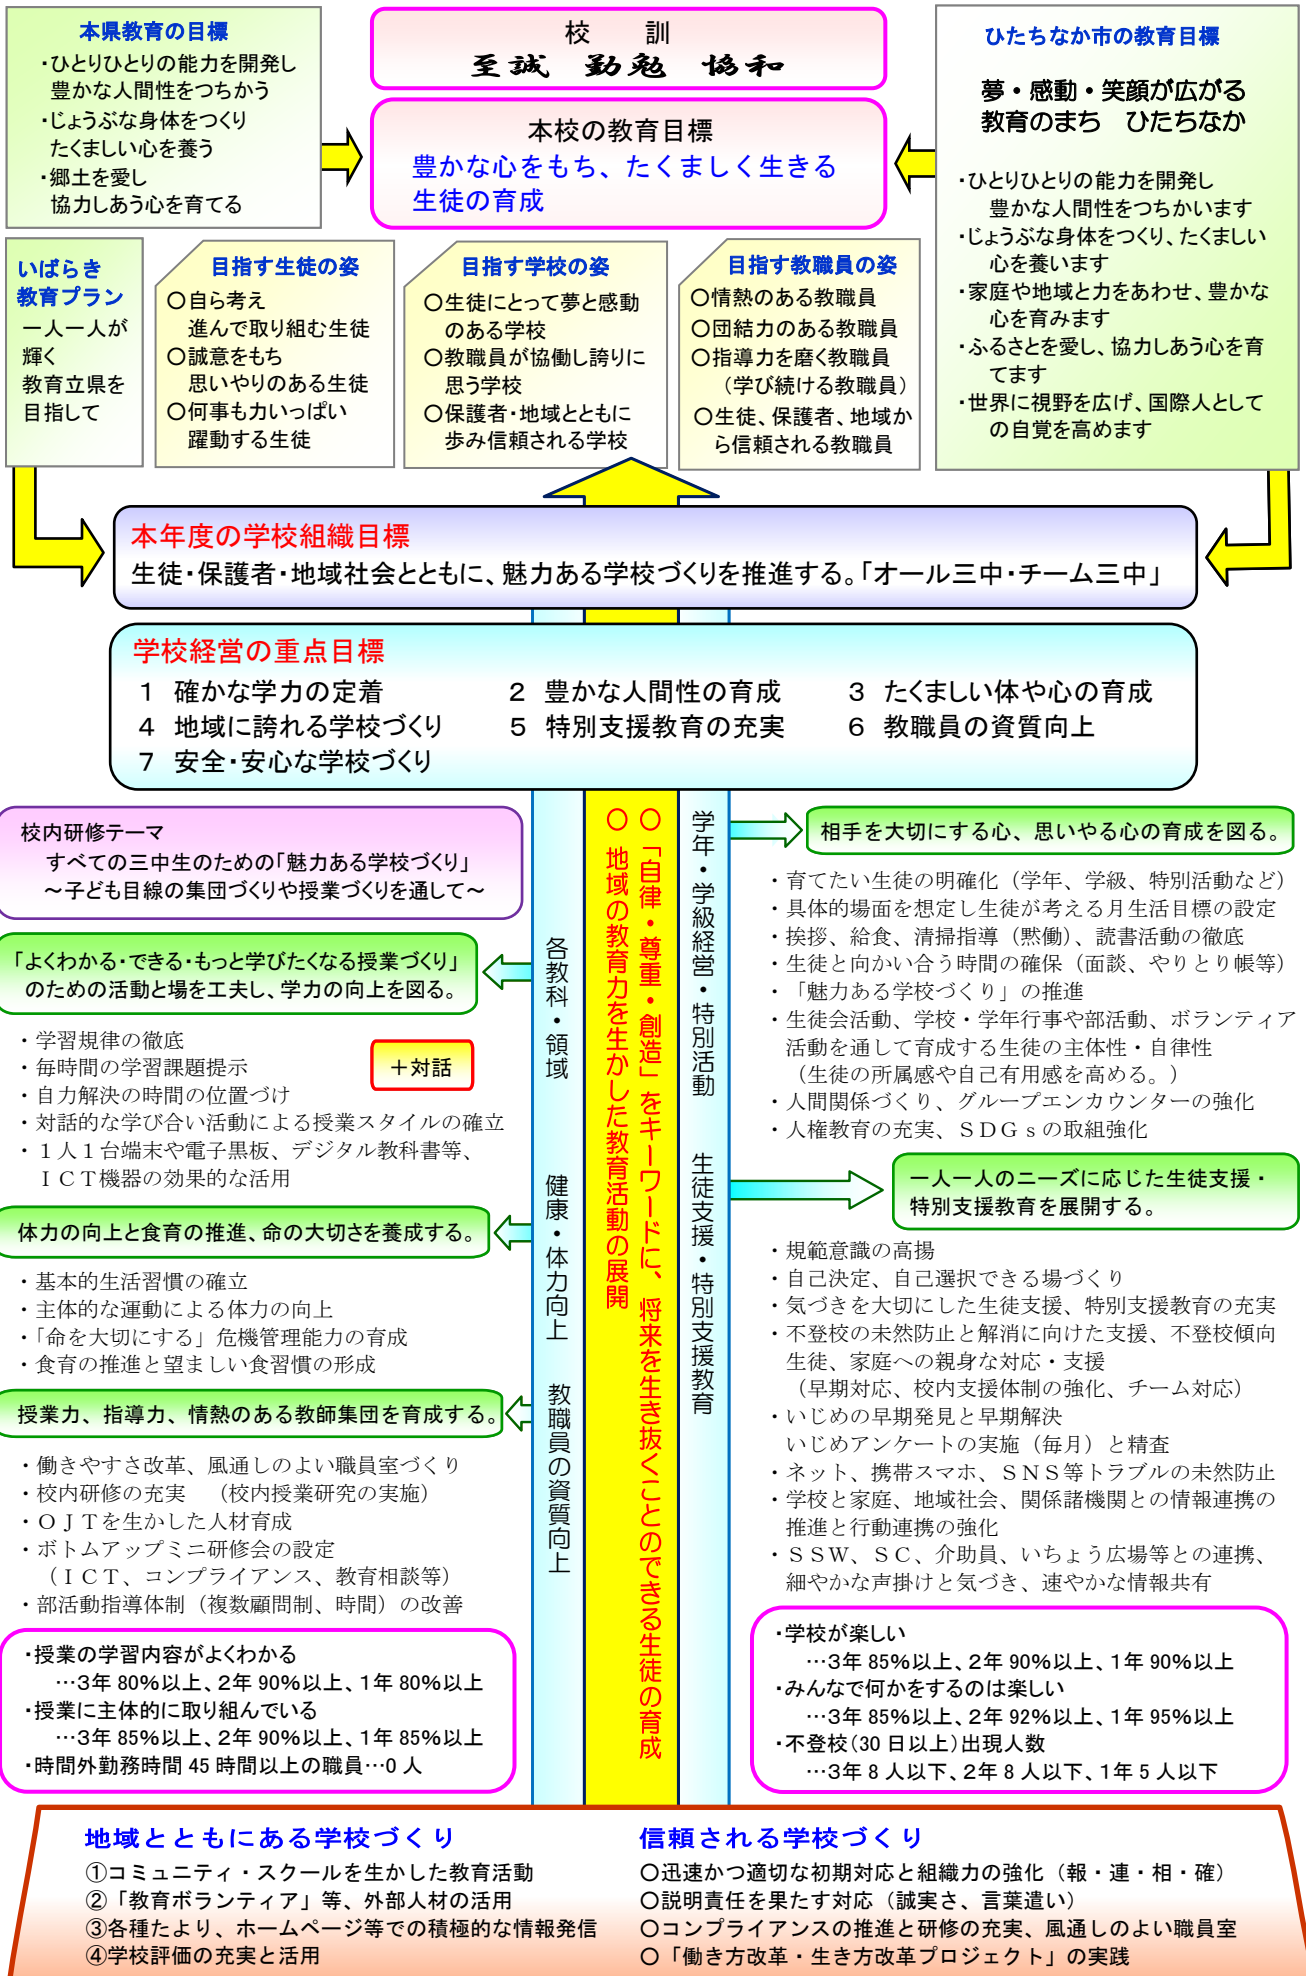 本県教育の目標
・ひとりひとりの能力を開発し
豊かな人間性をつちかう
・じょうぶな身体をつくり
たくましい心を養う
・郷土を愛し
協力しあう心を育てる
校　訓
至誠　勤勉　協和
本校の教育目標
豊かな心をもち、たくましく生きる
生徒の育成
ひたちなか市の教育目標
夢・感動・笑顔が広がる
教育のまち　ひたちなか
・ひとりひとりの能力を開発し
豊かな人間性をつちかいます
・じょうぶな身体をつくり、たくましい
心を養います
・家庭や地域と力をあわせ、豊かな
心を育みます
・ふるさとを愛し、協力しあう心を育
てます
・世界に視野を広げ、国際人として
の自覚を高めます
いばらき
教育プラン
一人一人が
輝く
教育立県を
目指して
目指す生徒の姿
○自ら考え
進んで取り組む生徒
○誠意をもち
思いやりのある生徒
○何事も力いっぱい
躍動する生徒
目指す学校の姿
○生徒にとって夢と感動
のある学校
○教職員が協働し誇りに
思う学校
○保護者・地域とともに
歩み信頼される学校
目指す教職員の姿
○情熱のある教職員
○団結力のある教職員
○指導力を磨く教職員
（学び続ける教職員）
○生徒、保護者、地域か
ら信頼される教職員
本年度の学校組織目標
生徒・保護者・地域社会とともに、魅力ある学校づくりを推進する。「オール三中・チーム三中」
学校経営の重点目標
１　確かな学力の定着　２　豊かな人間性の育成　３　たくましい体や心の育成
４　地域に誇れる学校づくり　５　特別支援教育の充実　６　教職員の資質向上
７　安全・安心な学校づくり
校内研修テーマ
すべての三中生のための「魅力ある学校づくり」
～子ども目線の集団づくりや授業づくりを通して～
「よくわかる・できる・もっと学びたくなる授業づくり」
のための活動と場を工夫し、学力の向上を図る。
・学習規律の徹底
・毎時間の学習課題提示
・自力解決の時間の位置づけ
・対話的な学び合い活動による授業スタイルの確立
・１人１台端末や電子黒板、デジタル教科書等、
ＩＣＴ機器の効果的な活用
＋対話
体力の向上と食育の推進、命の大切さを養成する。
・基本的生活習慣の確立
・主体的な運動による体力の向上
・「命を大切にする」危機管理能力の育成
・食育の推進と望ましい食習慣の形成
授業力、指導力、情熱のある教師集団を育成する。
・働きやすさ改革、風通しのよい職員室づくり
・校内研修の充実　（校内授業研究の実施）
・ＯＪＴを生かした人材育成
・ボトムアップミニ研修会の設定
（ＩＣＴ、コンプライアンス、教育相談等）
・部活動指導体制（複数顧問制、時間）の改善
・授業の学習内容がよくわかる
…3年 80％以上、2年 90％以上、1年 80％以上
・授業に主体的に取り組んでいる
…3年 85％以上、2年 90％以上、1年 85％以上
・時間外勤務時間 45 時間以上の職員…0 人
各教科・領域
健康・体力向上
教職員の資質向上
○「自律・尊重・創造」をキーワードに、将来を生き抜くことのできる生徒の育成
○ 地域の教育力を生かした教育活動の展開
学年・学級経営・特別活動
生徒支援・特別支援教育
相手を大切にする心、思いやる心の育成を図る。
・育てたい生徒の明確化（学年、学級、特別活動など）
・具体的場面を想定し生徒が考える月生活目標の設定
・挨拶、給食、清掃指導（黙働）、読書活動の徹底
・生徒と向かい合う時間の確保（面談、やりとり帳等）
・「魅力ある学校づくり」の推進
・生徒会活動、学校・学年行事や部活動、ボランティア
活動を通して育成する生徒の主体性・自律性
（生徒の所属感や自己有用感を高める。）
・人間関係づくり、グループエンカウンターの強化
・人権教育の充実、ＳＤＧｓの取組強化
一人一人のニーズに応じた生徒支援・
特別支援教育を展開する。
・規範意識の高揚
・自己決定、自己選択できる場づくり
・気づきを大切にした生徒支援、特別支援教育の充実
・不登校の未然防止と解消に向けた支援、不登校傾向
生徒、家庭への親身な対応・支援
（早期対応、校内支援体制の強化、チーム対応）
・いじめの早期発見と早期解決
いじめアンケートの実施（毎月）と精査
・ネット、携帯スマホ、ＳＮＳ等トラブルの未然防止
・学校と家庭、地域社会、関係諸機関との情報連携の
推進と行動連携の強化
・ＳＳＷ、ＳＣ、介助員、いちょう広場等との連携、
細やかな声掛けと気づき、速やかな情報共有
・学校が楽しい
…3年 85％以上、2年 90％以上、1年 90％以上
・みんなで何かをするのは楽しい
…3年 85％以上、2年 92％以上、1年 95％以上
・不登校（30 日以上）出現人数
…3年 8 人以下、2年 8 人以下、1年 5 人以下
地域とともにある学校づくり
①コミュニティ・スクールを生かした教育活動
②「教育ボランティア」等、外部人材の活用
③各種たより、ホームページ等での積極的な情報発信
④学校評価の充実と活用
信頼される学校づくり
○迅速かつ適切な初期対応と組織力の強化（報・連・相・確）
○説明責任を果たす対応（誠実さ、言葉遣い）
○コンプライアンスの推進と研修の充実、風通しのよい職員室
○「働き方改革・生き方改革プロジェクト」の実践